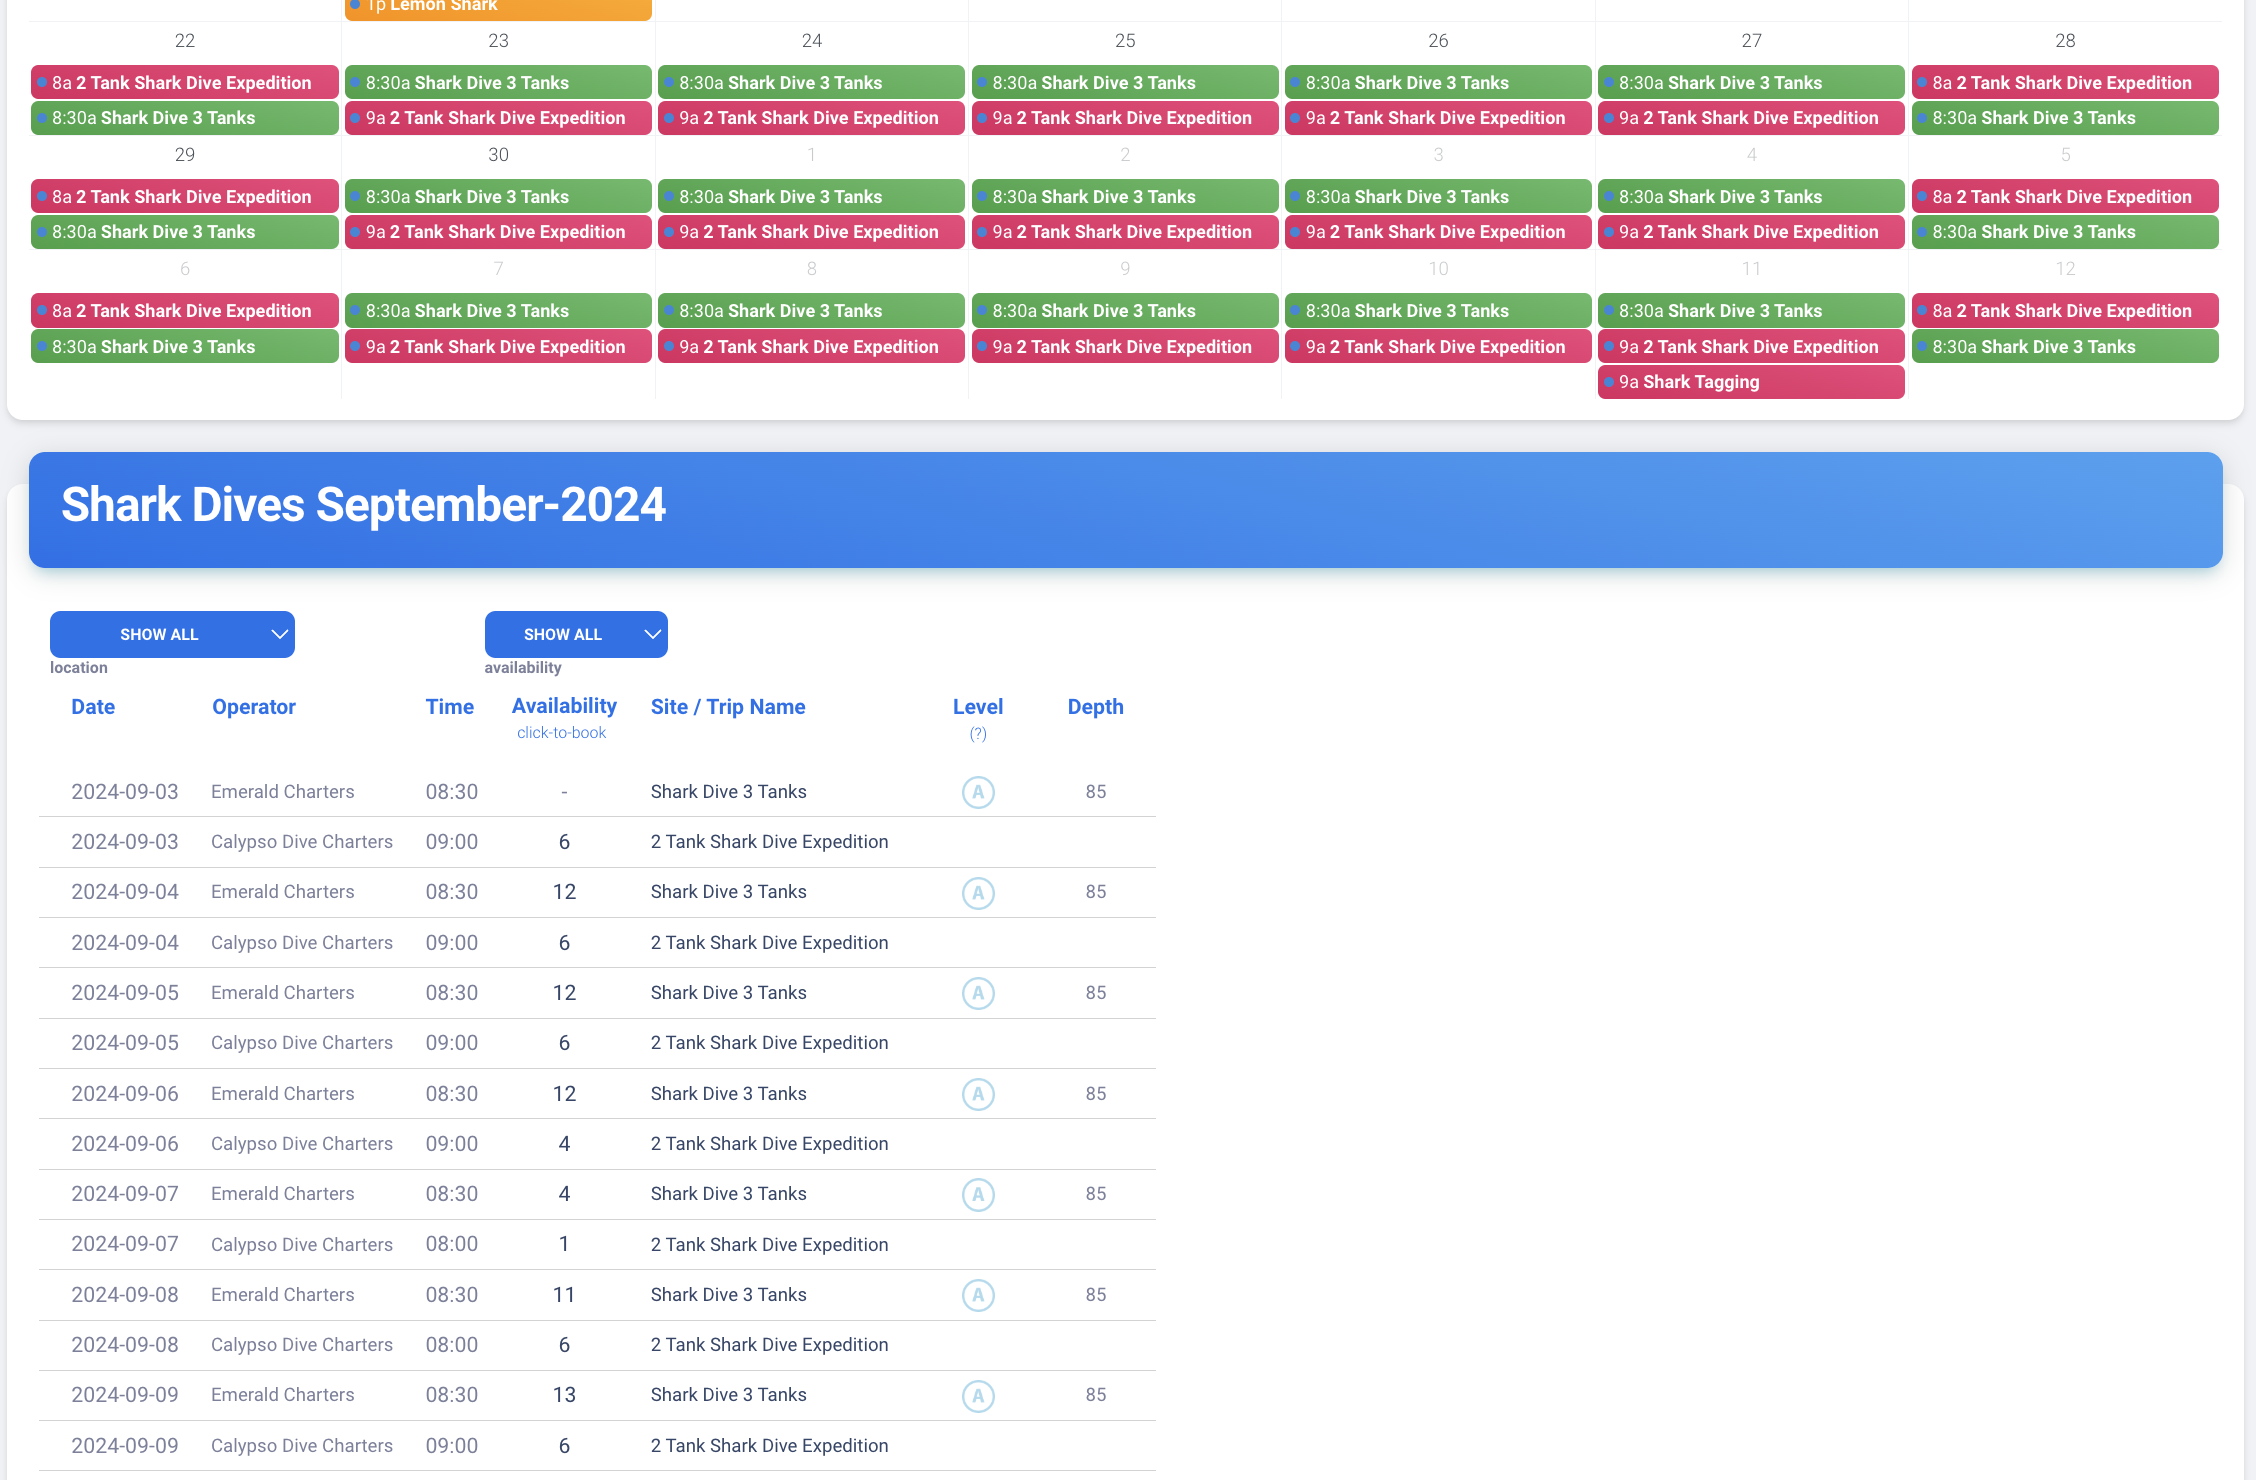 1p Lemon Shark
22 23 24 25 26 27 28
8a 2 Tank Shark Dive Expedition 8:30a Shark Dive 3 Tanks 8:30a Shark Dive 3 Tanks 8:30a Shark Dive 3 Tanks 8:30a Shark Dive 3 Tanks 8:30a Shark Dive 3 Tanks 8a 2 Tank Shark Dive Expedition
8:30a Shark Dive 3 Tanks 9a 2 Tank Shark Dive Expedition 9a 2 Tank Shark Dive Expedition 9a 2 Tank Shark Dive Expedition 9a 2 Tank Shark Dive Expedition 9a 2 Tank Shark Dive Expedition 8:30a Shark Dive 3 Tanks
29 30 1 2 3 4 5
8a 2 Tank Shark Dive Expedition 8:30a Shark Dive 3 Tanks 8:30a Shark Dive 3 Tanks 8:30a Shark Dive 3 Tanks 8:30a Shark Dive 3 Tanks 8:30a Shark Dive 3 Tanks 8a 2 Tank Shark Dive Expedition
8:30a Shark Dive 3 Tanks 9a 2 Tank Shark Dive Expedition 9a 2 Tank Shark Dive Expedition 9a 2 Tank Shark Dive Expedition 9a 2 Tank Shark Dive Expedition 9a 2 Tank Shark Dive Expedition 8:30a Shark Dive 3 Tanks
6 7 8 9 10 11 12
8a 2 Tank Shark Dive Expedition 8:30a Shark Dive 3 Tanks 8:30a Shark Dive 3 Tanks 8:30a Shark Dive 3 Tanks 8:30a Shark Dive 3 Tanks 8:30a Shark Dive 3 Tanks 8a 2 Tank Shark Dive Expedition
8:30a Shark Dive 3 Tanks 9a 2 Tank Shark Dive Expedition 9a 2 Tank Shark Dive Expedition 9a 2 Tank Shark Dive Expedition 9a 2 Tank Shark Dive Expedition 9a 2 Tank Shark Dive Expedition 8:30a Shark Dive 3 Tanks
9a Shark Tagging
Shark Dives September-2024
SHOW ALL SHOW ALL
location availability
Date Operator Time Availability Site / Trip Name Level Depth
click-to-book (?)
2024-09-03 Emerald Charters 08:30 - Shark Dive 3 Tanks A 85
2024-09-03 Calypso Dive Charters 09:00 6 2 Tank Shark Dive Expedition
2024-09-04 Emerald Charters 08:30 12 Shark Dive 3 Tanks A 85
2024-09-04 Calypso Dive Charters 09:00 6 2 Tank Shark Dive Expedition
2024-09-05 Emerald Charters 08:30 12 Shark Dive 3 Tanks A 85
2024-09-05 Calypso Dive Charters 09:00 6 2 Tank Shark Dive Expedition
2024-09-06 Emerald Charters 08:30 12 Shark Dive 3 Tanks A 85
2024-09-06 Calypso Dive Charters 09:00 4 2 Tank Shark Dive Expedition
2024-09-07 Emerald Charters 08:30 4 Shark Dive 3 Tanks A 85
2024-09-07 Calypso Dive Charters 08:00 1 2 Tank Shark Dive Expedition
2024-09-08 Emerald Charters 08:30 11 Shark Dive 3 Tanks A 85
2024-09-08 Calypso Dive Charters 08:00 6 2 Tank Shark Dive Expedition
2024-09-09 Emerald Charters 08:30 13 Shark Dive 3 Tanks A 85
2024-09-09 Calypso Dive Charters 09:00 6 2 Tank Shark Dive Expedition